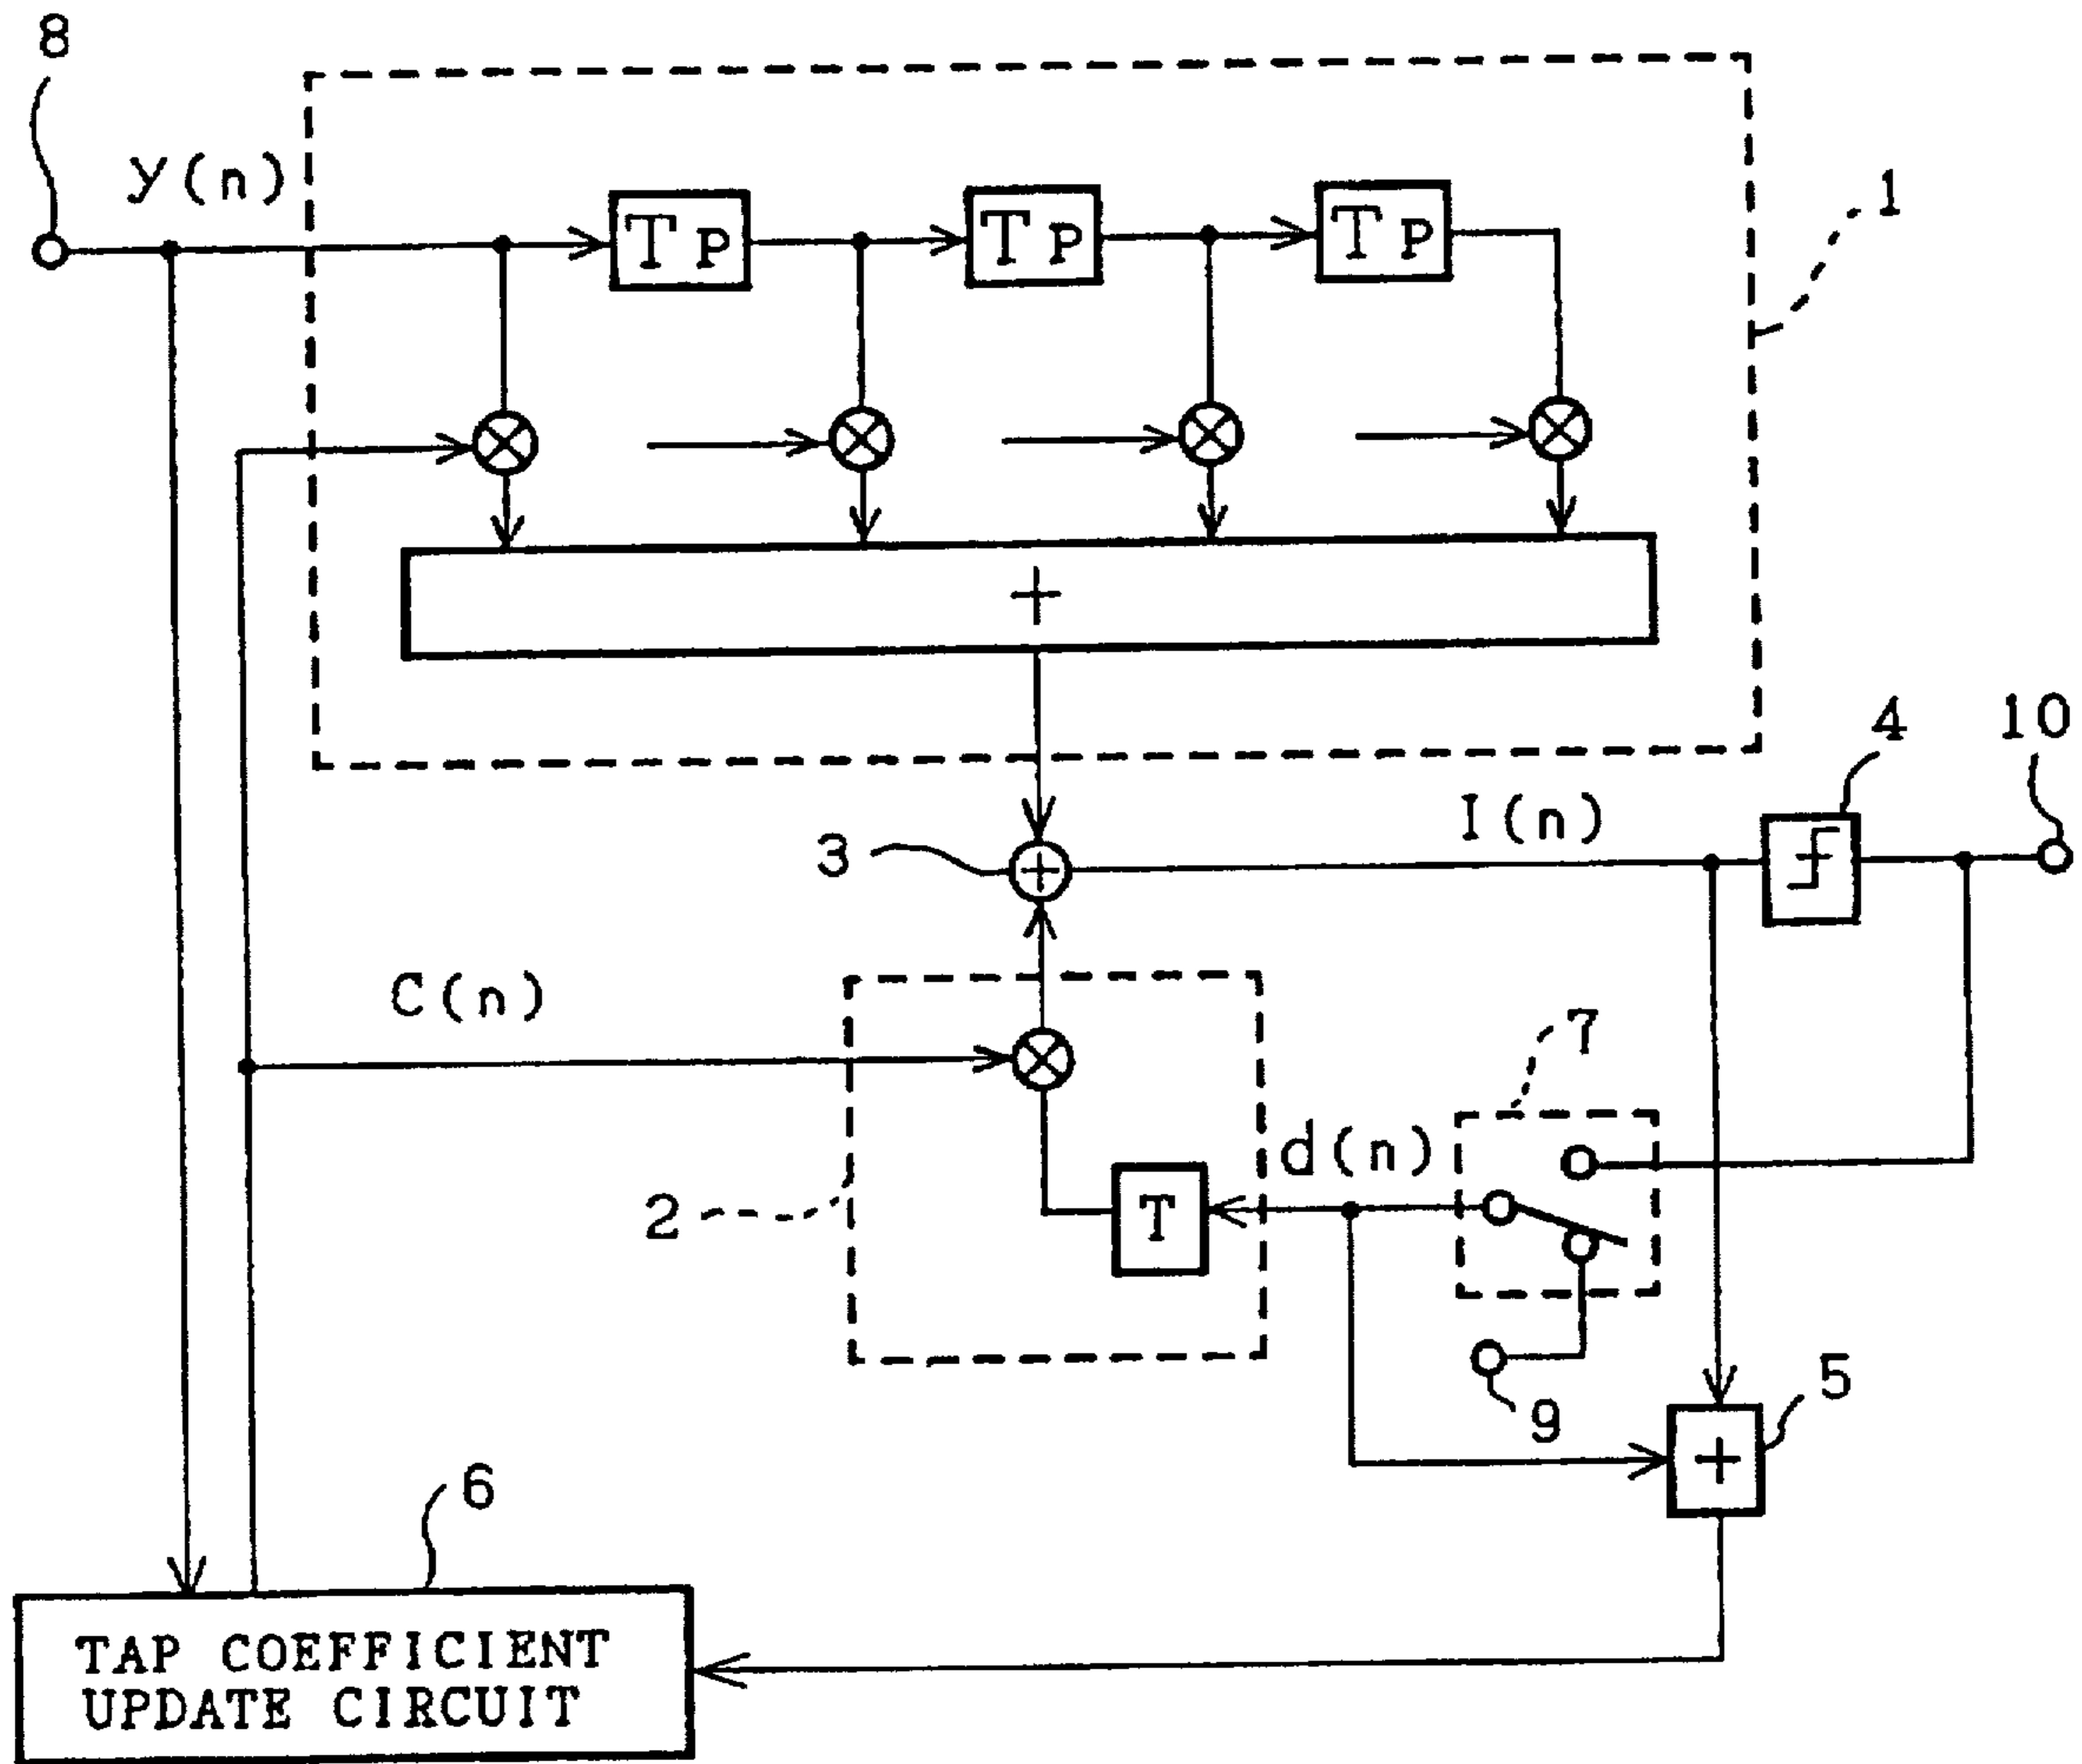 8
y(n)
TP
TP
TP
1
+
4
10
I(n)
3
+
C(n)
7
d(n)
2
T
9
5
+
6
TAP COEFFICIENT
UPDATE CIRCUIT